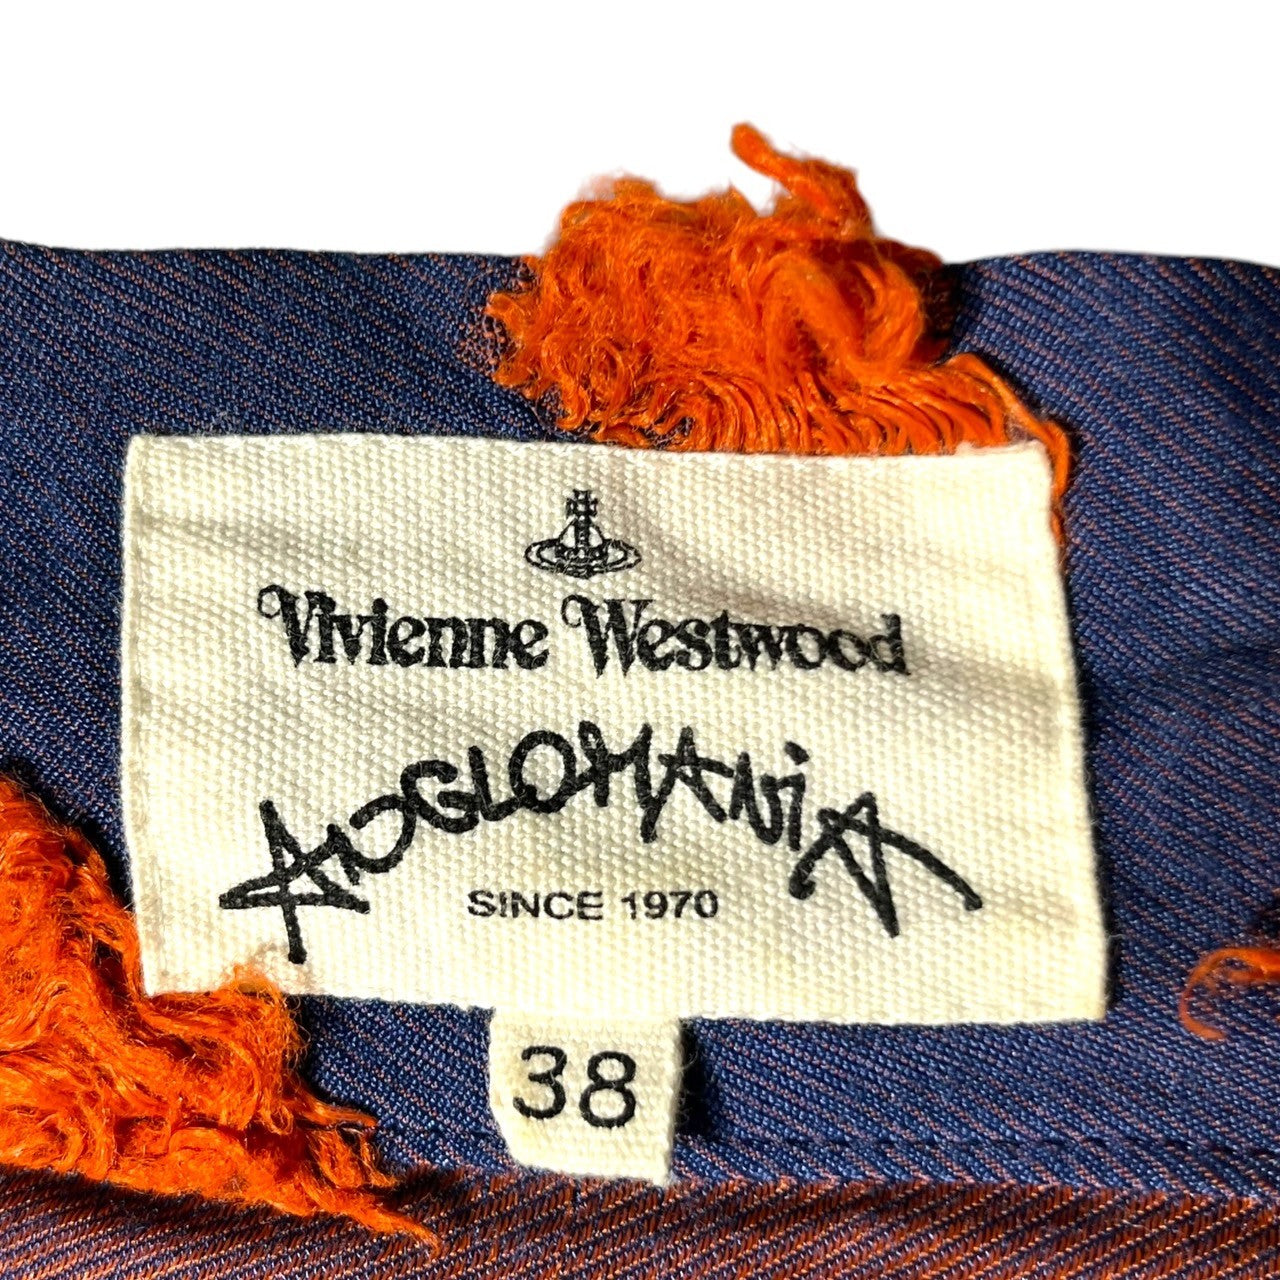 Vivienne Westwood
ANGLOMANiA
SINCE 1970
38